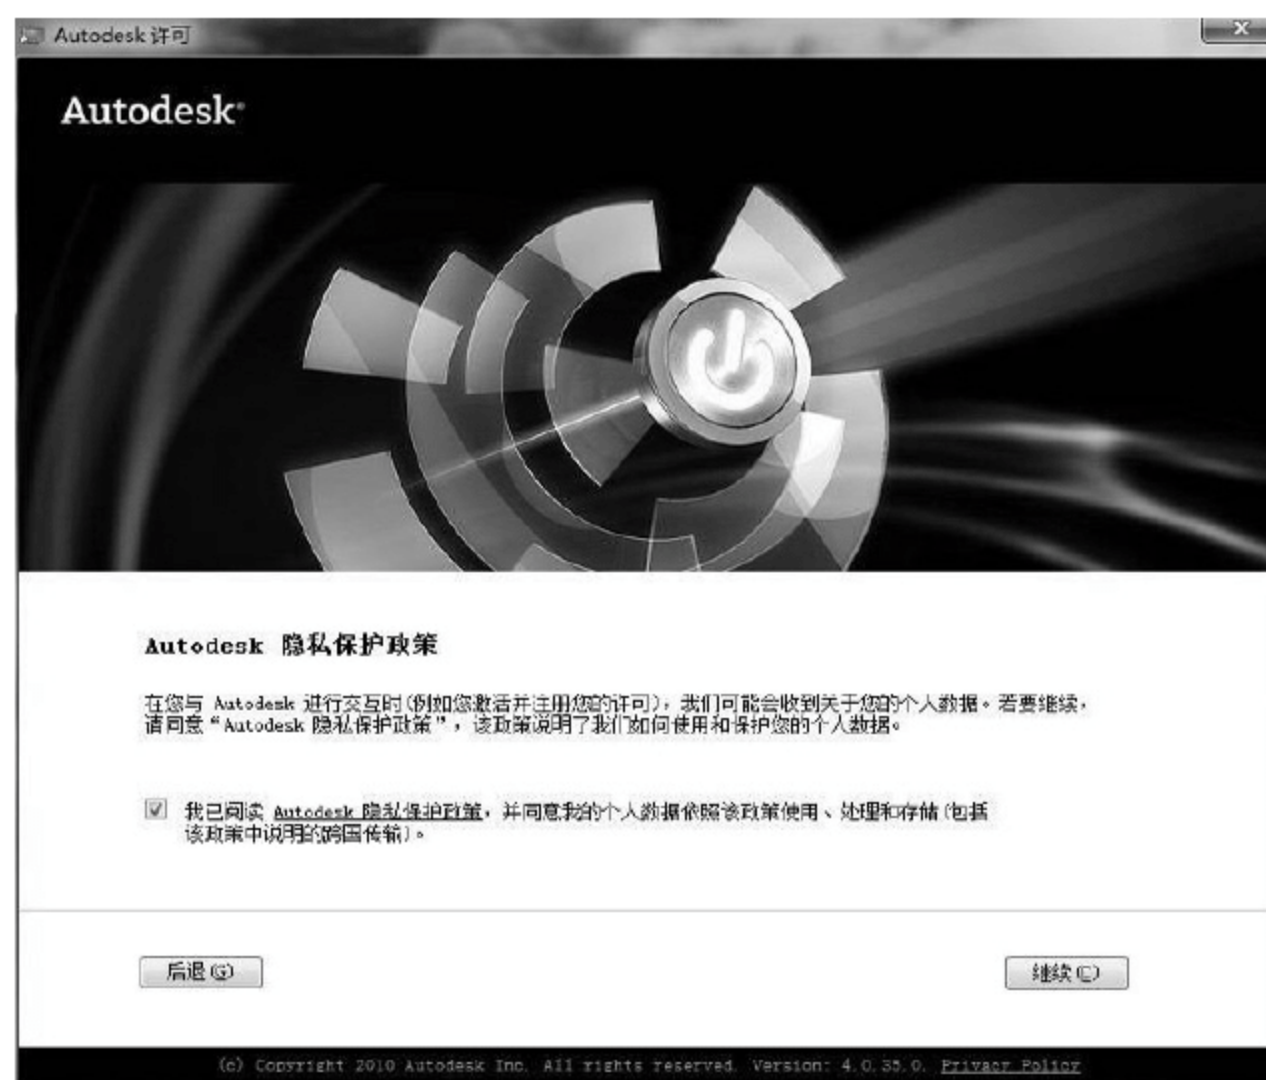 Autodesk 许可
Autodesk®
Autodesk 隐私保护政策
在您与 Autodesk 进行交互时(例如您激活并注册您的许可)，我们可能会收到关于您的个人数据。若要继续，
请同意“Autodesk 隐私保护政策”，该政策说明了我们如何使用和保护您的个人数据。
我已阅读 Autodesk 隐私保护政策，并同意我的个人数据依照该政策使用、处理和存储(包括
该政策中说明的跨国传输)。
后退(G)
继续(C)
(c) Copyright 2010 Autodesk Inc. All rights reserved. Version: 4.0.35.0. Privacy Policy